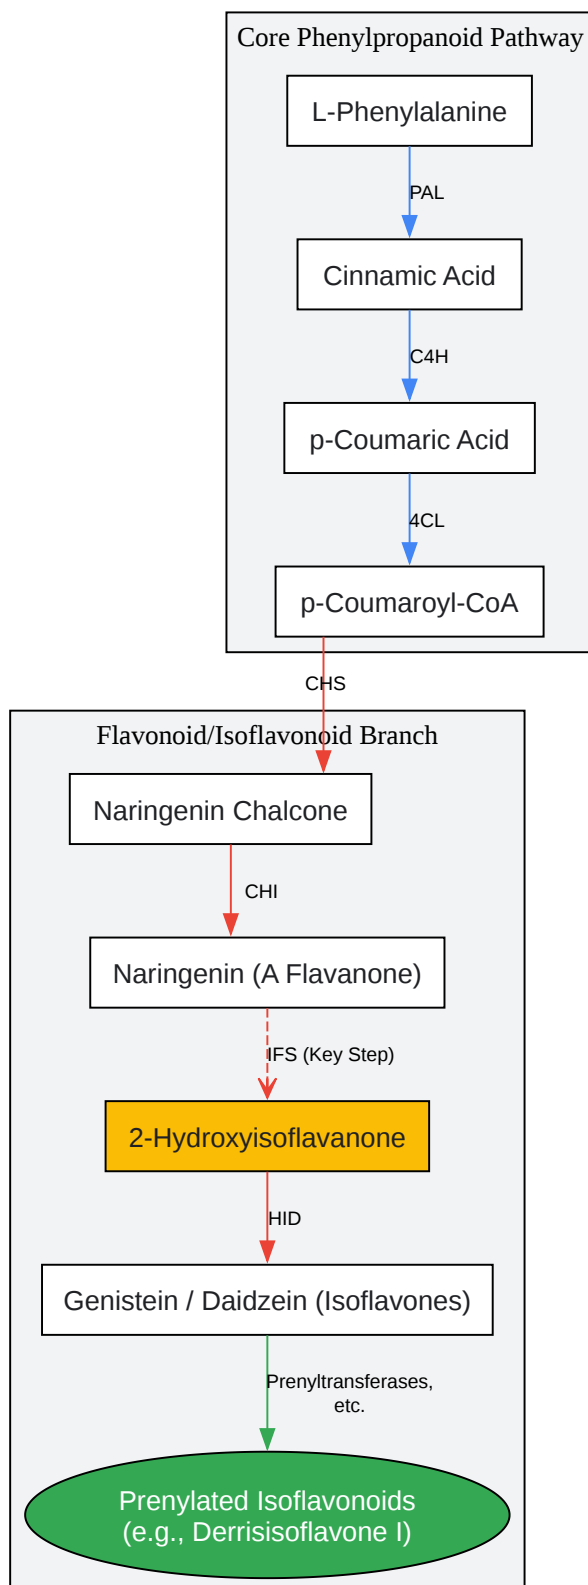 Core Phenylpropanoid Pathway
L-Phenylalanine
PAL
Cinnamic Acid
C4H
p-Coumaric Acid
4CL
p-Coumaroyl-CoA
CHS
Flavonoid/Isoflavonoid Branch
Naringenin Chalcone
CHI
Naringenin (A Flavanone)
IFS (Key Step)
2-Hydroxyisoflavanone
HID
Genistein / Daidzein (Isoflavones)
Prenyltransferases,
etc.
Prenylated Isoflavonoids
(e.g., Derrisisoflavone I)